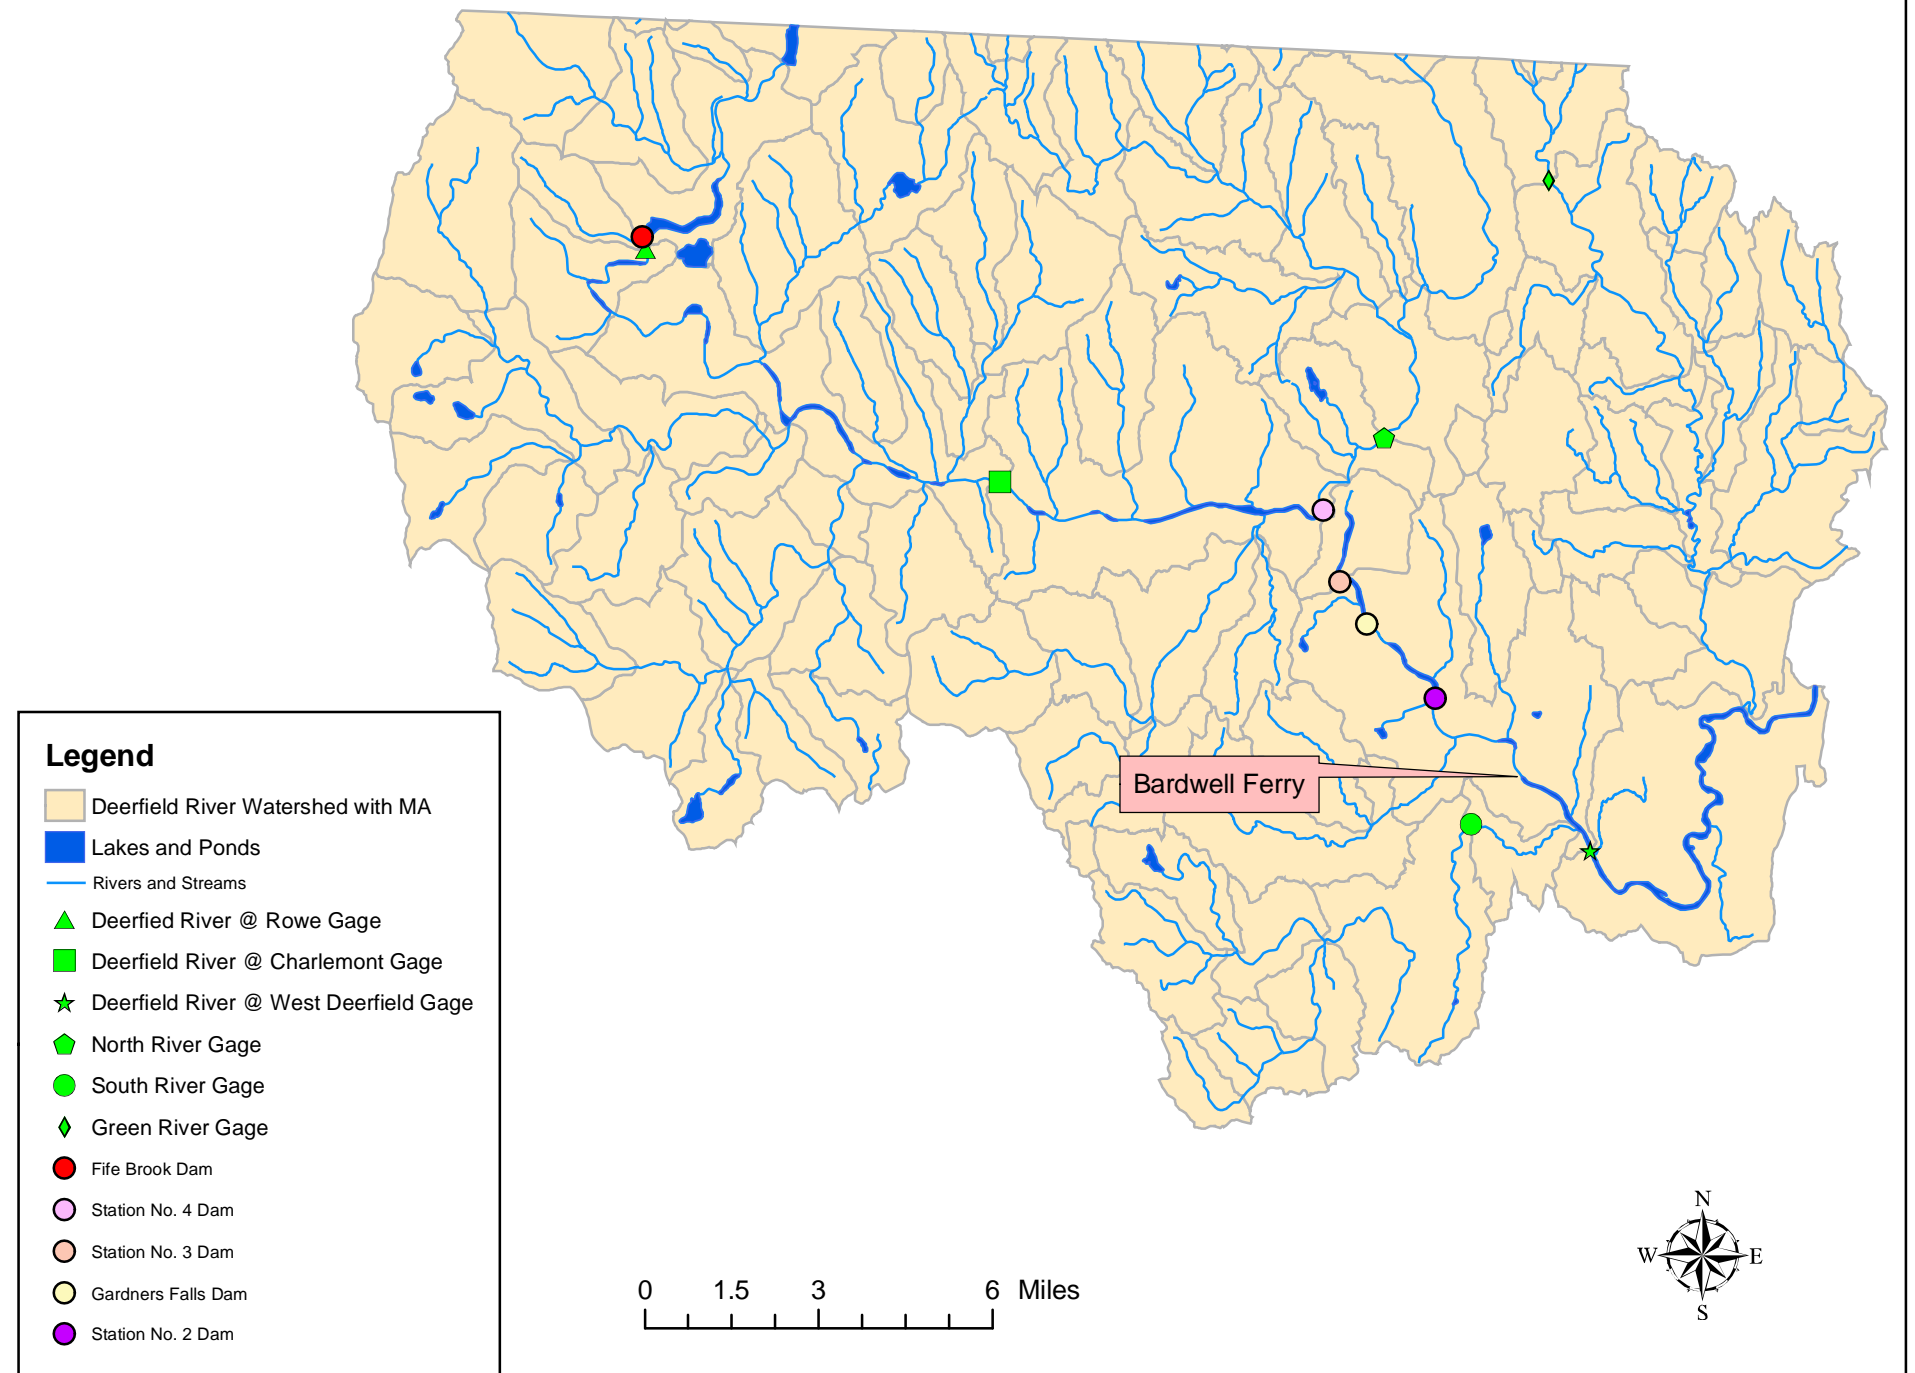 Bardwell Ferry
Legend
Deerfield River Watershed with MA
Lakes and Ponds
Rivers and Streams
Deerfied River @ Rowe Gage
Deerfield River @ Charlemont Gage
Deerfield River @ West Deerfield Gage
North River Gage
South River Gage
Green River Gage
Fife Brook Dam
Station No. 4 Dam
Station No. 3 Dam
Gardners Falls Dam
Station No. 2 Dam
0 1.5 3 6 Miles
N
W E
S